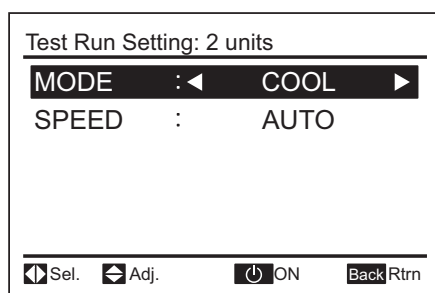 Test Run Setting: 2 units
MODE : COOL
SPEED : AUTO
Sel. Adj. ON Back Rtrn